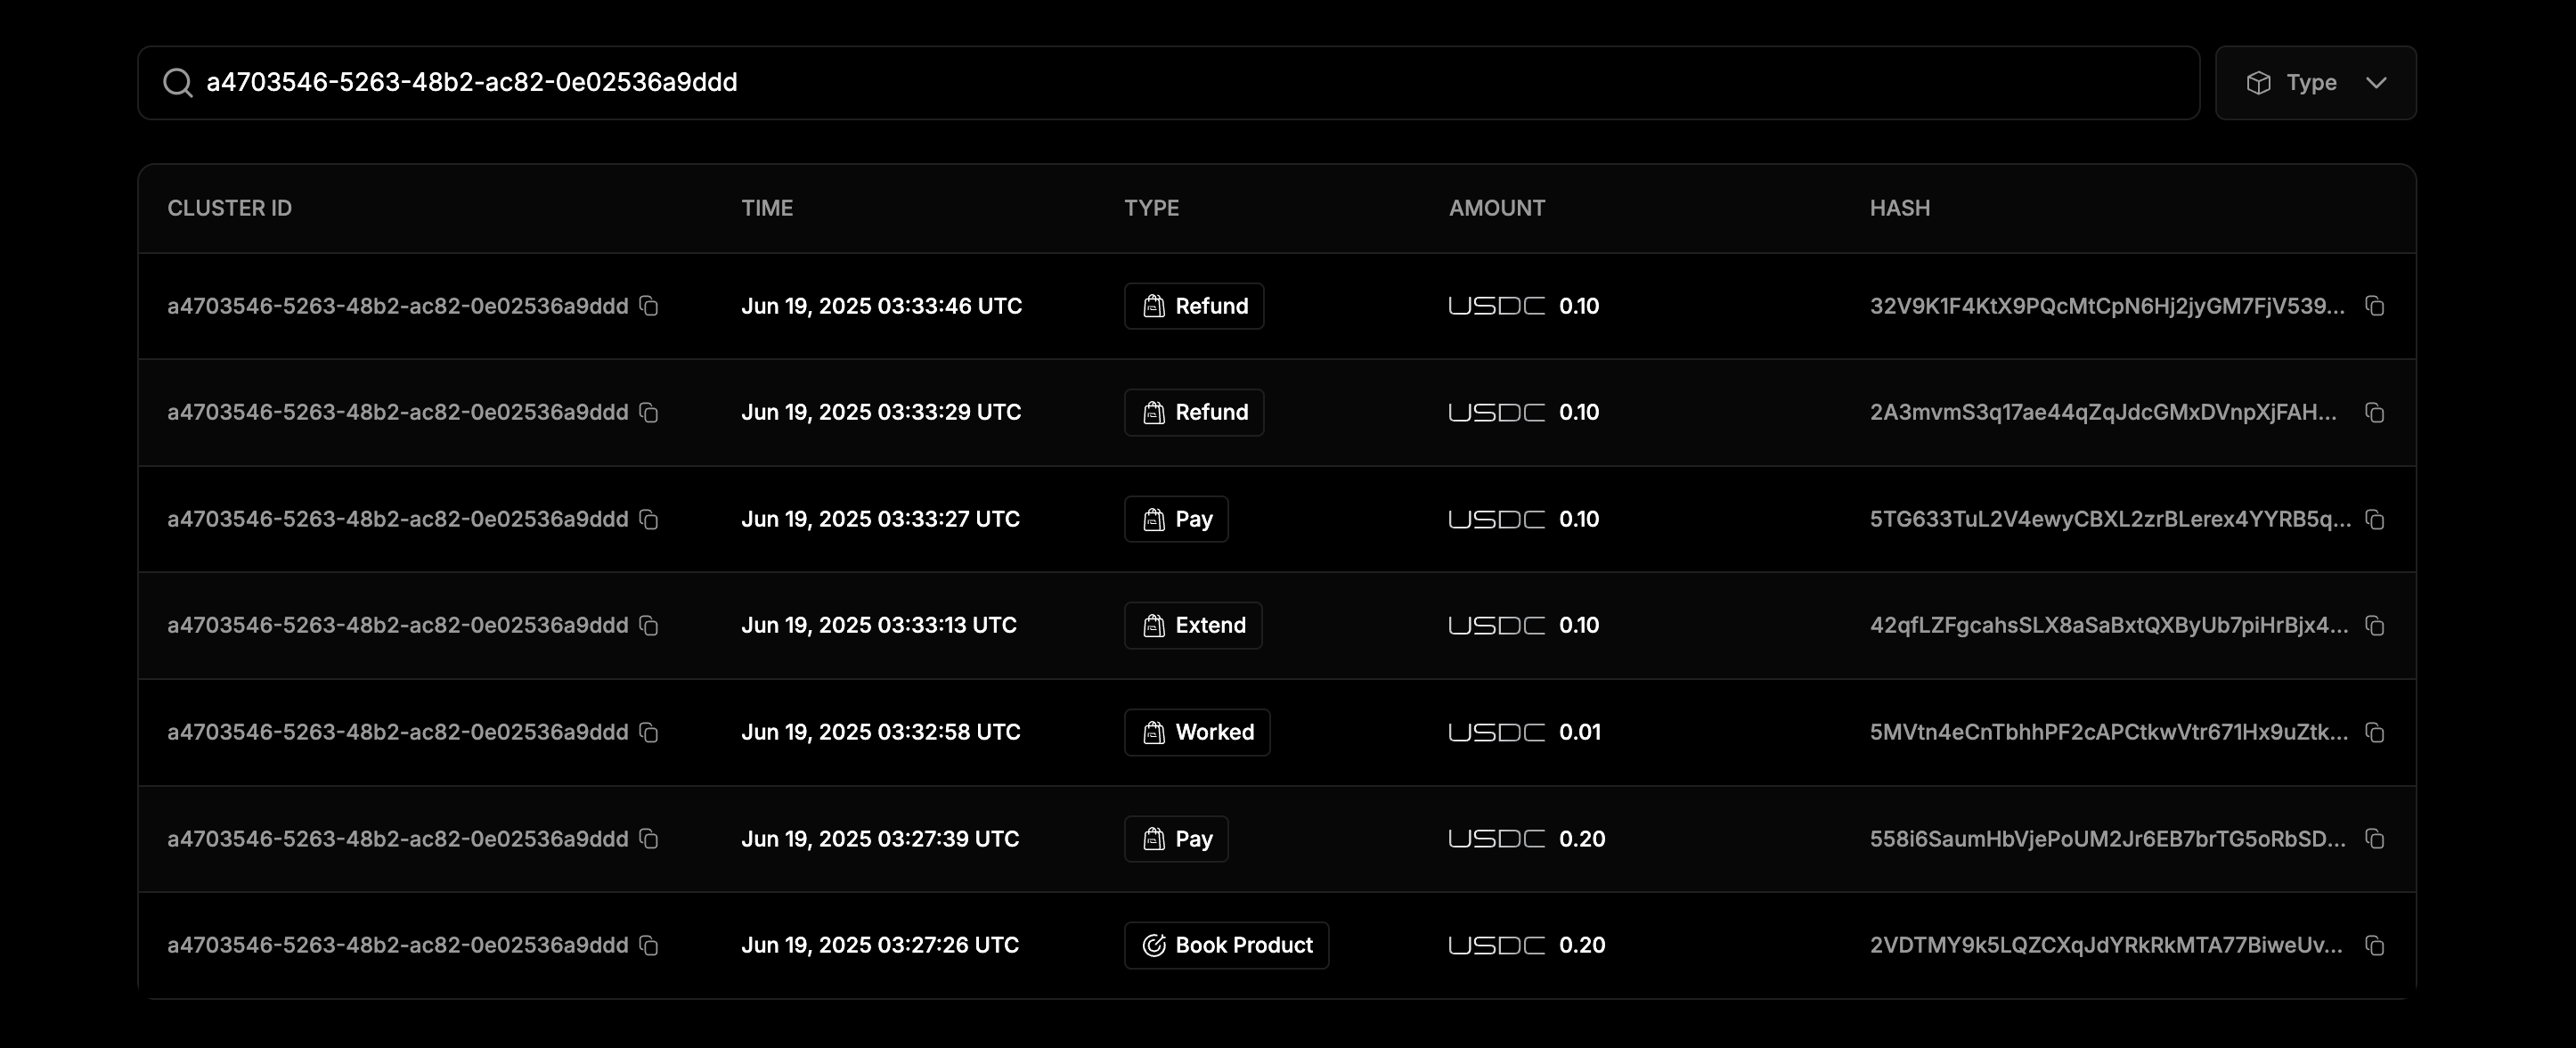 a4703546-5263-48b2-ac82-0e02536a9ddd
Type
CLUSTER ID TIME TYPE AMOUNT HASH
a4703546-5263-48b2-ac82-0e02536a9ddd Jun 19, 2025 03:33:46 UTC Refund USDC 0.10 32V9K1F4KtX9PQcMtCpN6Hj2jyGM7FjV539...
a4703546-5263-48b2-ac82-0e02536a9ddd Jun 19, 2025 03:33:29 UTC Refund USDC 0.10 2A3mvmS3q17ae44qZqJdcGMxDVnpXjFAH...
a4703546-5263-48b2-ac82-0e02536a9ddd Jun 19, 2025 03:33:27 UTC Pay USDC 0.10 5TG633TuL2V4ewyCBXL2zrBLerex4YYRB5q...
a4703546-5263-48b2-ac82-0e02536a9ddd Jun 19, 2025 03:33:13 UTC Extend USDC 0.10 42qfLZFgcahsSLX8aSaBxtQXByUb7piHrBjx4...
a4703546-5263-48b2-ac82-0e02536a9ddd Jun 19, 2025 03:32:58 UTC Worked USDC 0.01 5MVtn4eCnTbhhPF2cAPCtkwVtr671Hx9uZtk...
a4703546-5263-48b2-ac82-0e02536a9ddd Jun 19, 2025 03:27:39 UTC Pay USDC 0.20 558i6SaumHbVjePoUM2Jr6EB7brTG5oRbSD...
a4703546-5263-48b2-ac82-0e02536a9ddd Jun 19, 2025 03:27:26 UTC Book Product USDC 0.20 2VDTMY9k5LQZCXqJdYRkRkMTA77BiweUv...